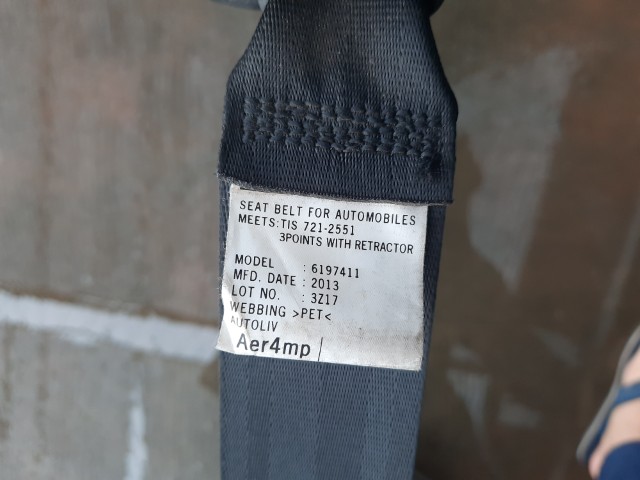 SEAT BELT FOR AUTOMOBILES
MEETS:TIS 721-2551
3POINTS WITH RETRACTOR
MODEL : 6197411
MFD. DATE : 2013
LOT NO. : 3Z17
WEBBING >PET<
AUTOLIV
Aer4mp